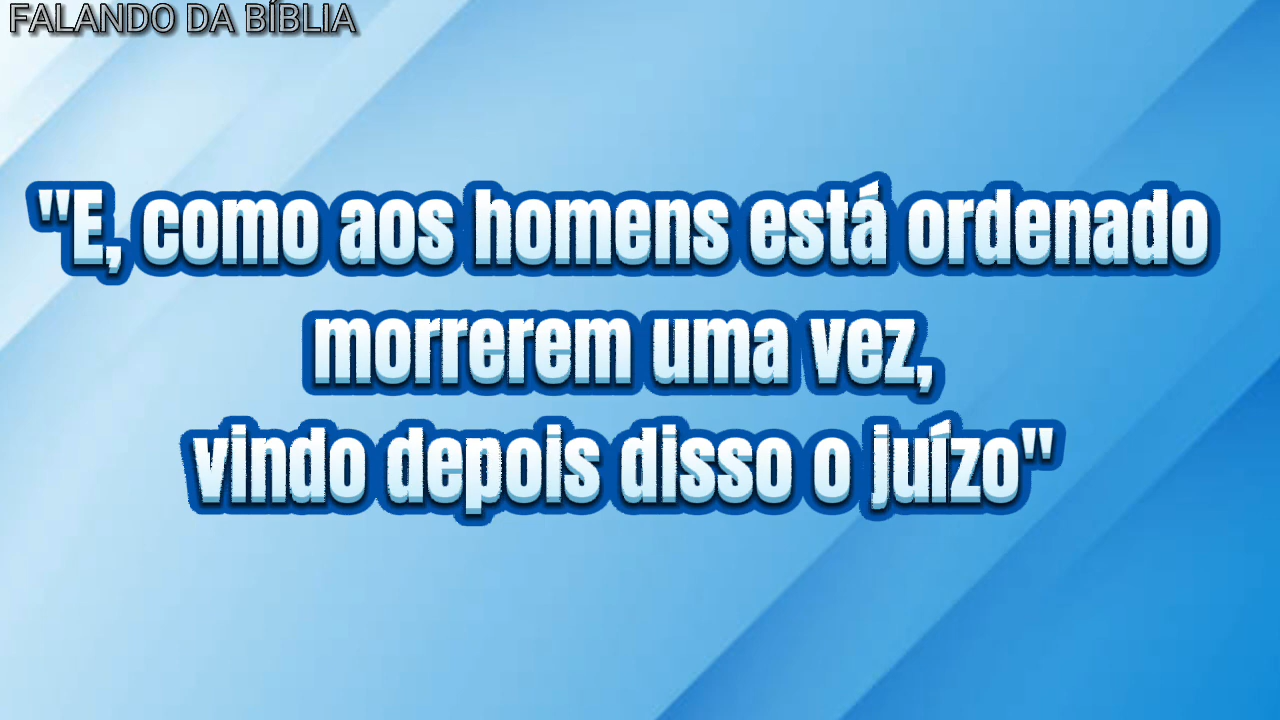 FALANDO DA BÍBLIA
"E, como aos homens está ordenado
morrerem uma vez,
vindo depois disso o juízo"